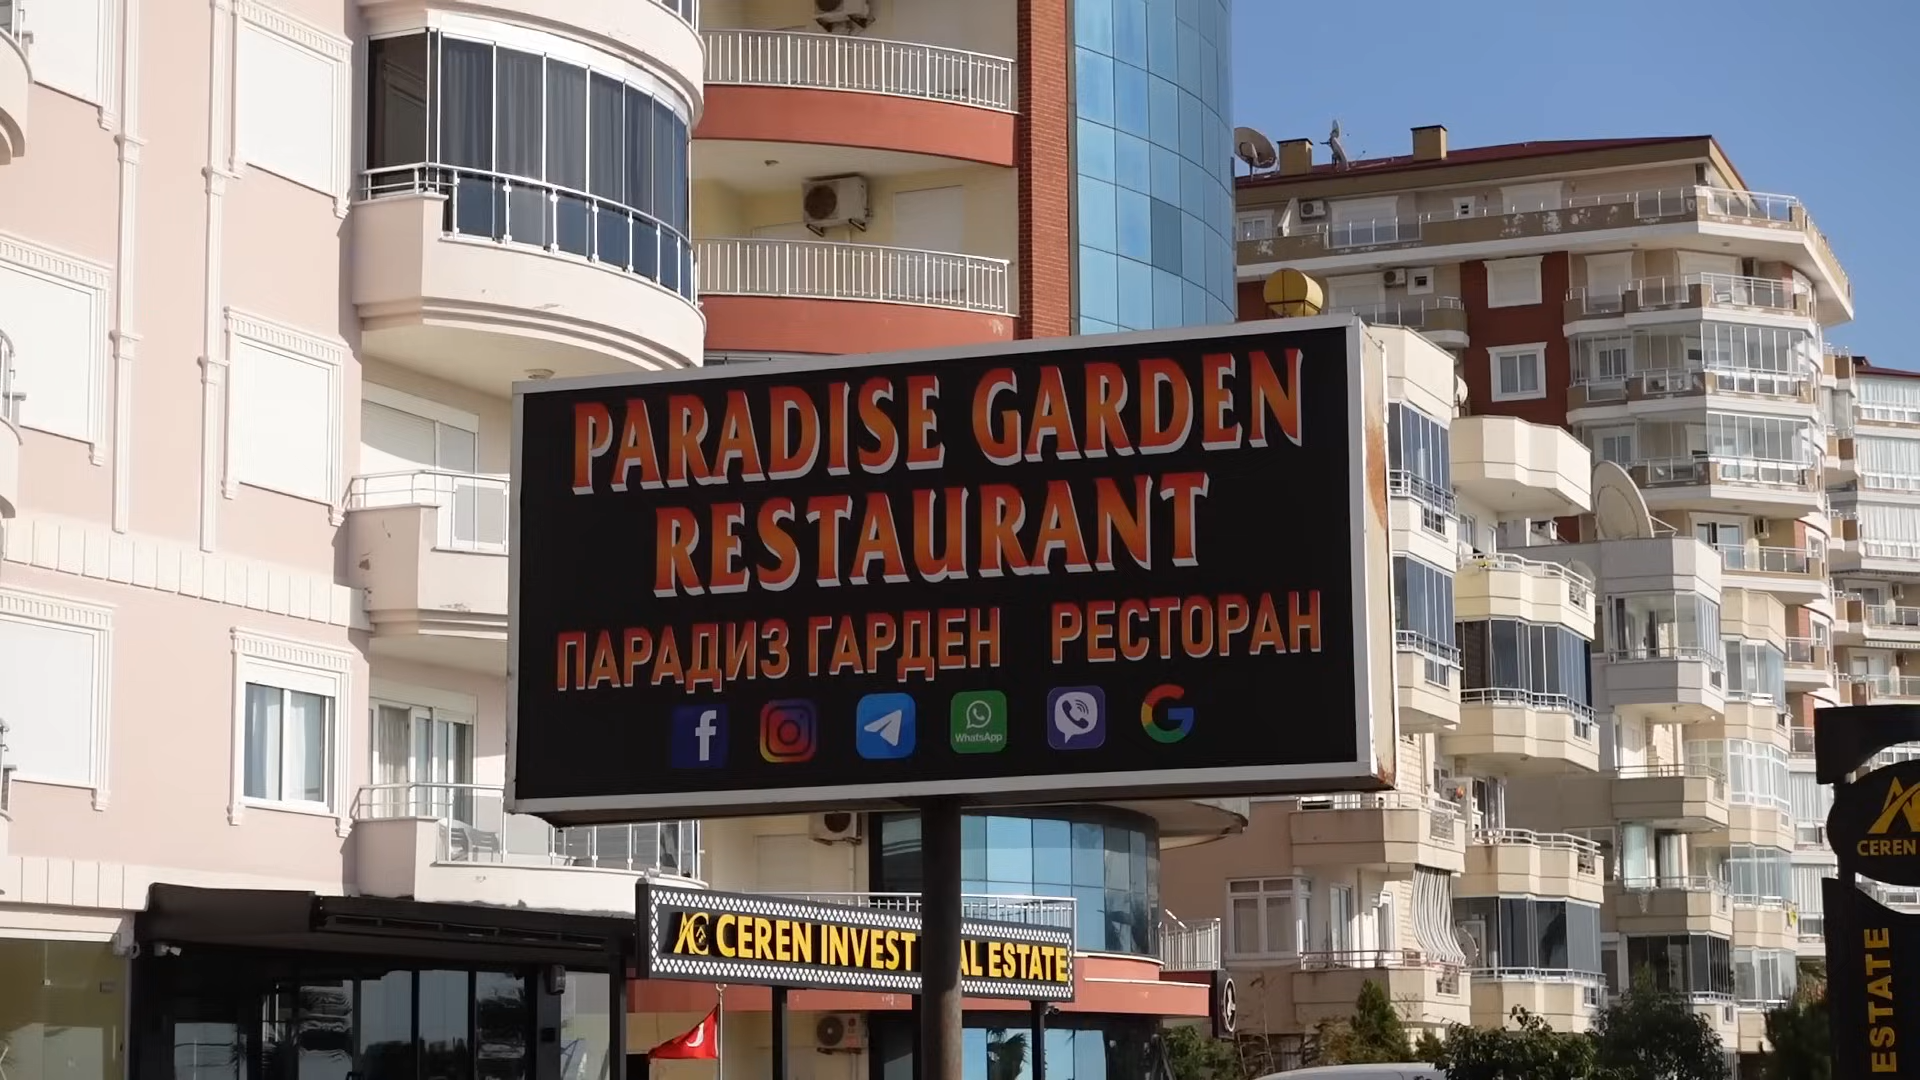 PARADISE GARDEN
RESTAURANT
ПАРАДИЗ ГАРДЕН РЕСТОРАН
WhatsApp
CEREN INVEST AL ESTATE
CEREN
ESTATE